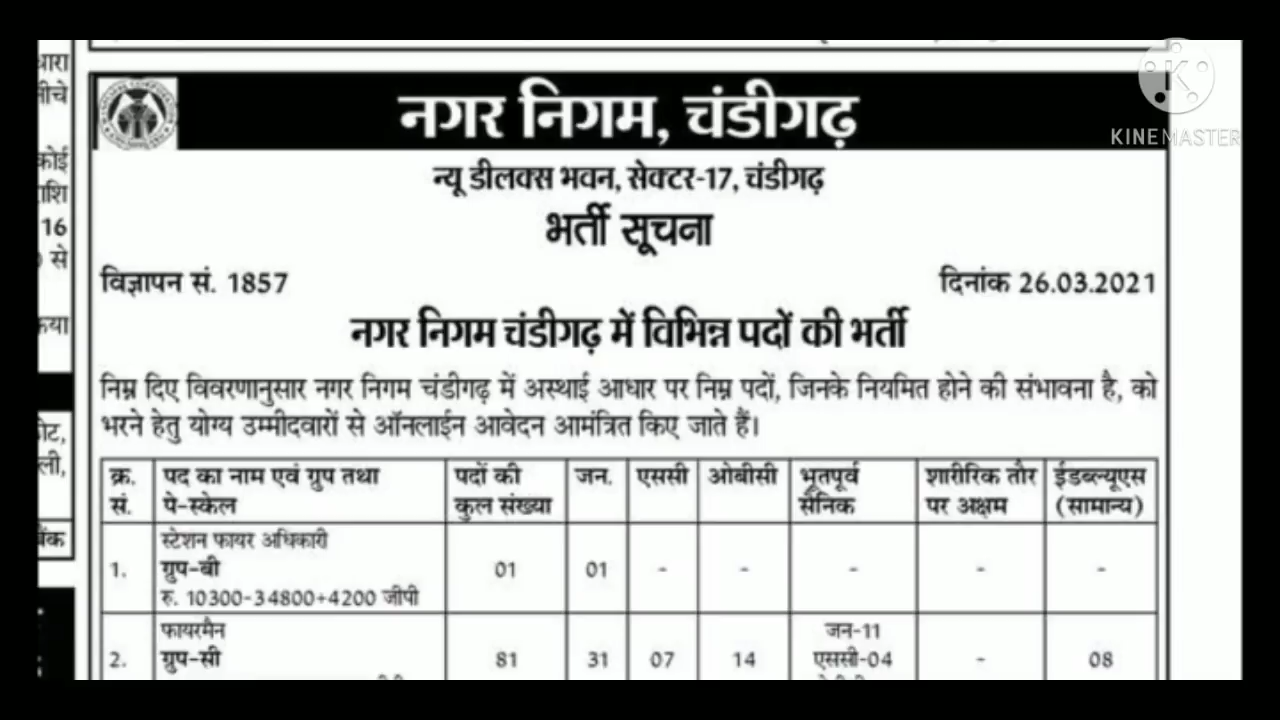 KINEMASTER
नगर निगम, चंडीगढ़
न्यू डीलक्स भवन, सेक्टर-17, चंडीगढ़
भर्ती सूचना
विज्ञापन सं. 1857 दिनांक 26.03.2021
नगर निगम चंडीगढ़ में विभिन्न पदों की भर्ती
निम्न दिए विवरणानुसार नगर निगम चंडीगढ़ में अस्थाई आधार पर निम्न पदों, जिनके नियमित होने की संभावना है, को
भरने हेतु योग्य उम्मीदवारों से ऑनलाईन आवेदन आमंत्रित किए जाते हैं।
क्र. सं. पद का नाम एवं ग्रुप तथा पे-स्केल पदों की कुल संख्या जन. एससी ओबीसी भूतपूर्व सैनिक शारीरिक तौर पर अक्षम ईडब्ल्यूएस (सामान्य)
स्टेशन फायर अधिकारी
1. ग्रुप-बी 01 01 - - - - -
रु. 10300-34800+4200 जीपी
फायरमैन जन-11
2. ग्रुप-सी 81 31 07 14 एससी-04 - 08
कोई
16
से
बैंक